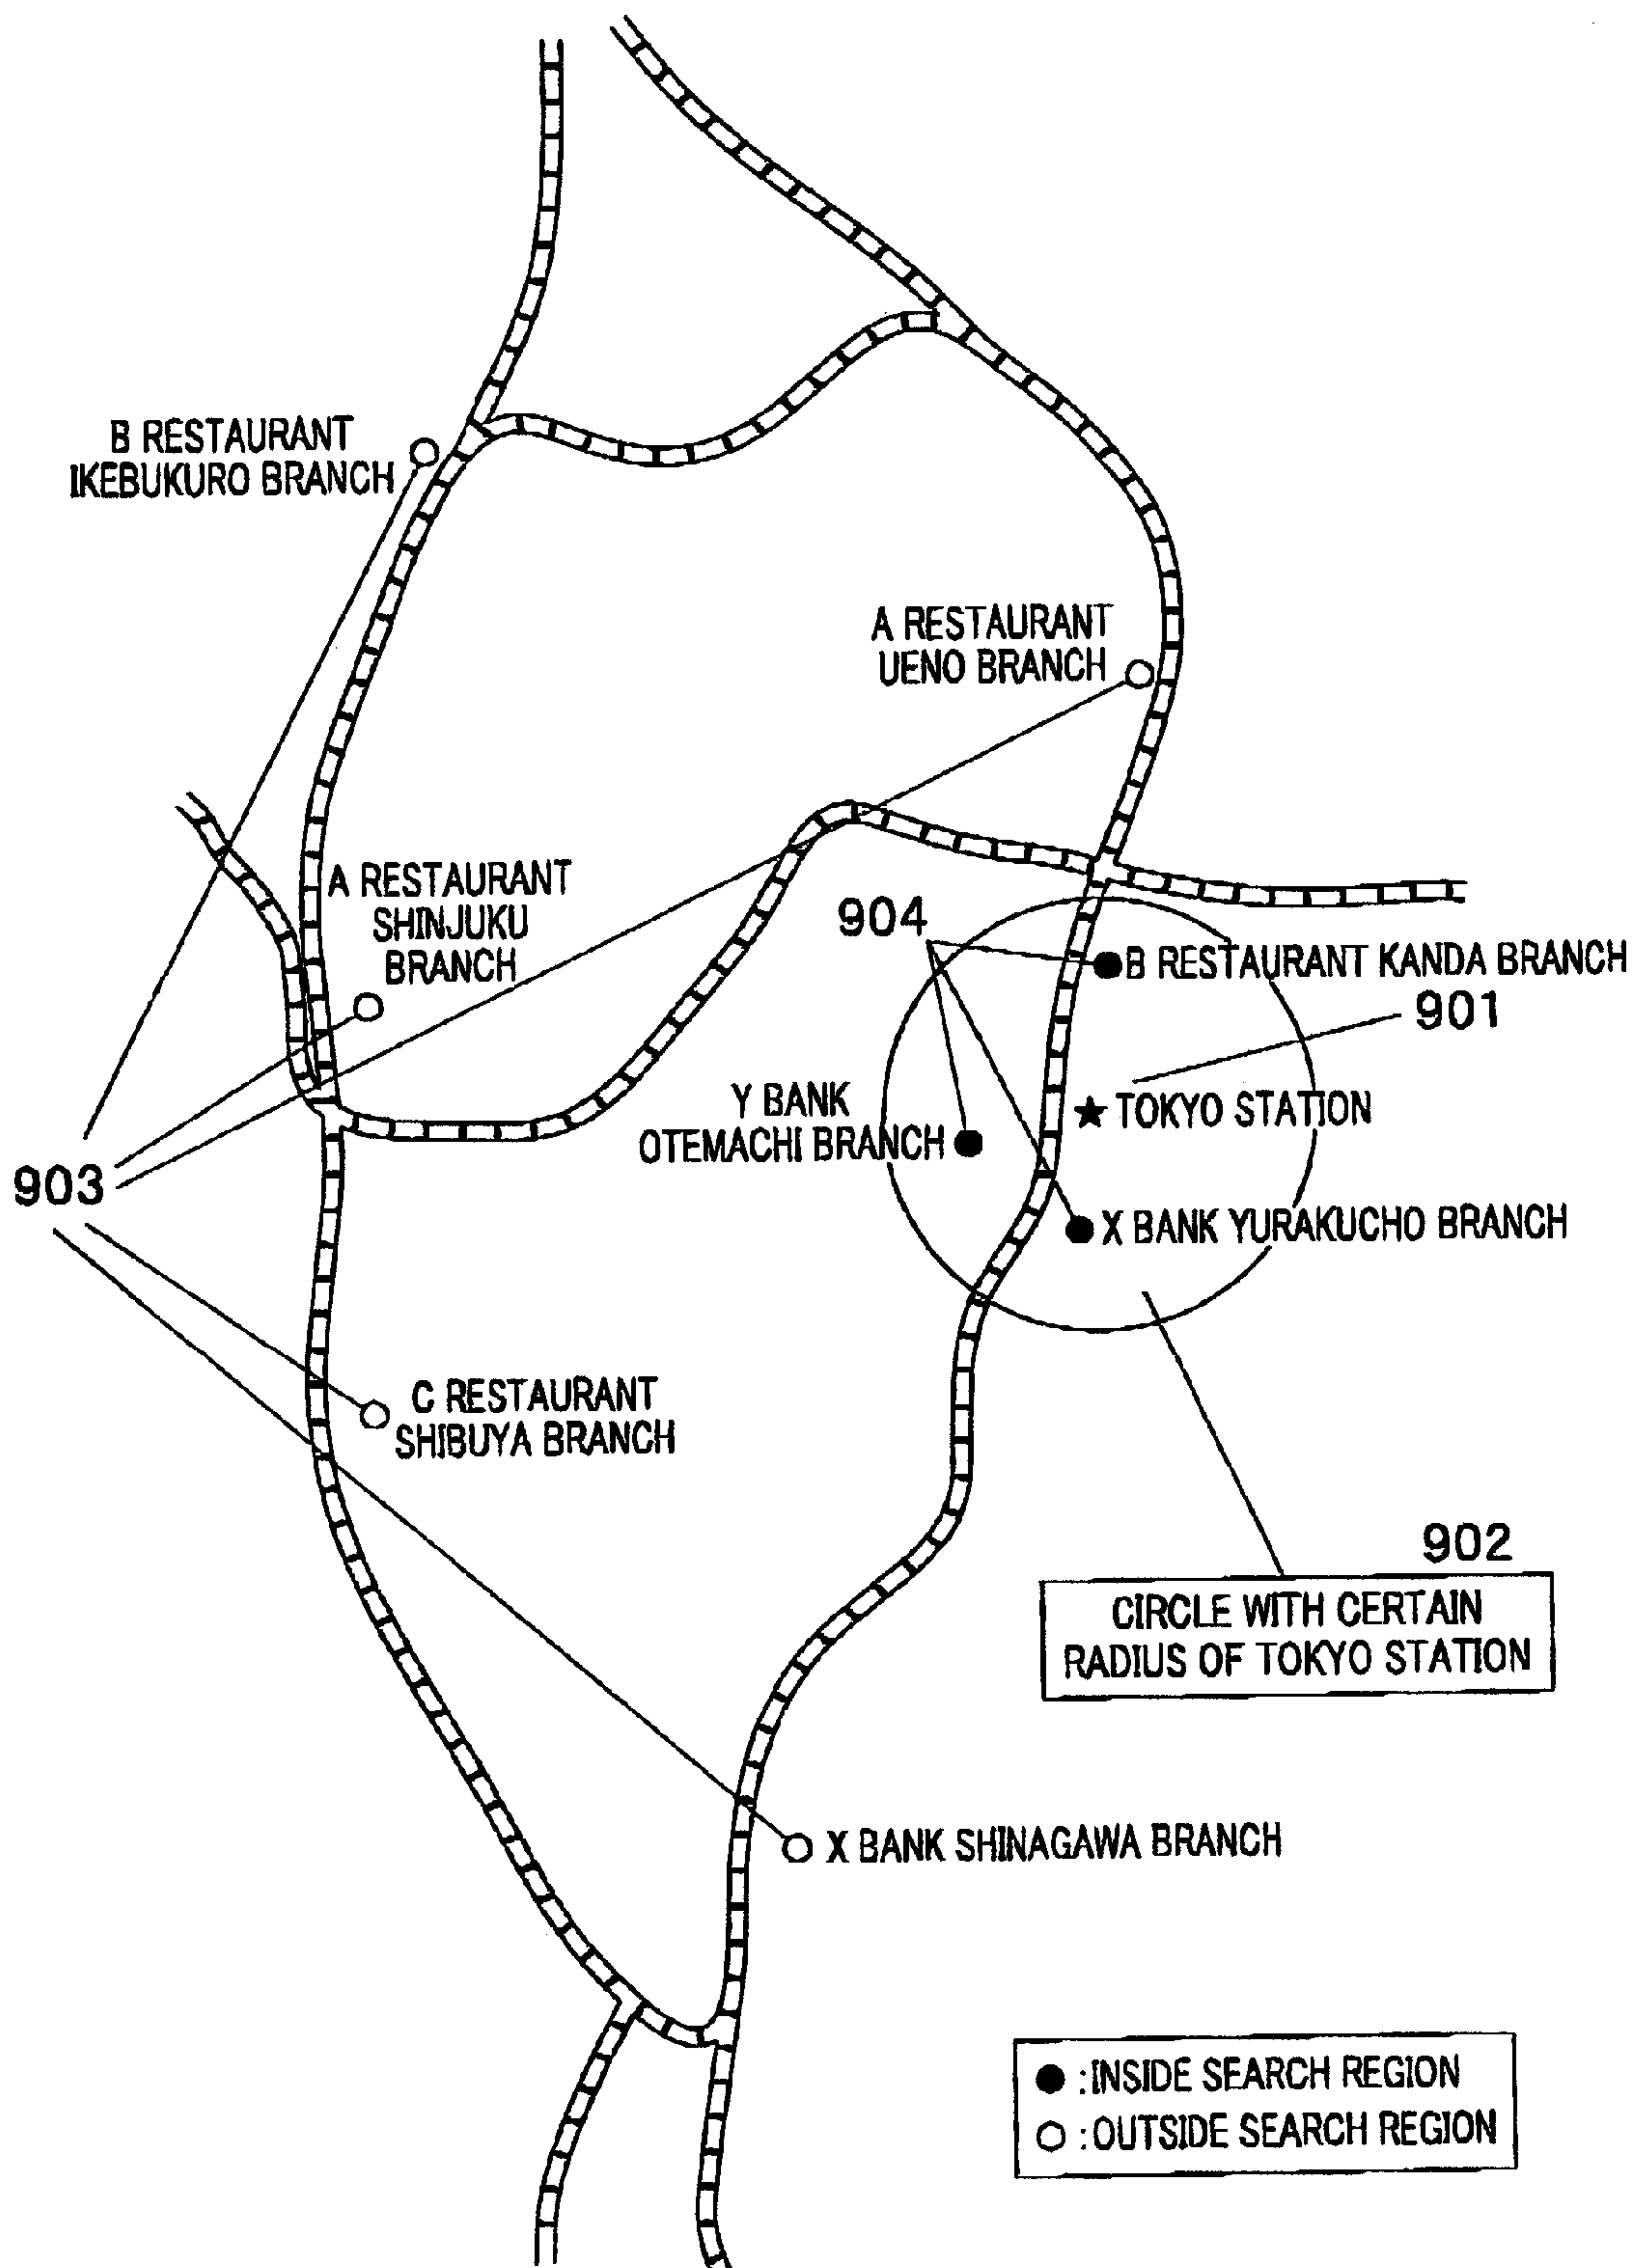 B RESTAURANT
IKEBUKURO BRANCH
A RESTAURANT
UENO BRANCH
A RESTAURANT
SHINJUKU
BRANCH
904
B RESTAURANT KANDA BRANCH
901
Y BANK
OTEMACHI BRANCH
★ TOKYO STATION
903
X BANK YURAKUCHO BRANCH
C RESTAURANT
SHIBUYA BRANCH
902
CIRCLE WITH CERTAIN
RADIUS OF TOKYO STATION
X BANK SHINAGAWA BRANCH
● :INSIDE SEARCH REGION
○ :OUTSIDE SEARCH REGION